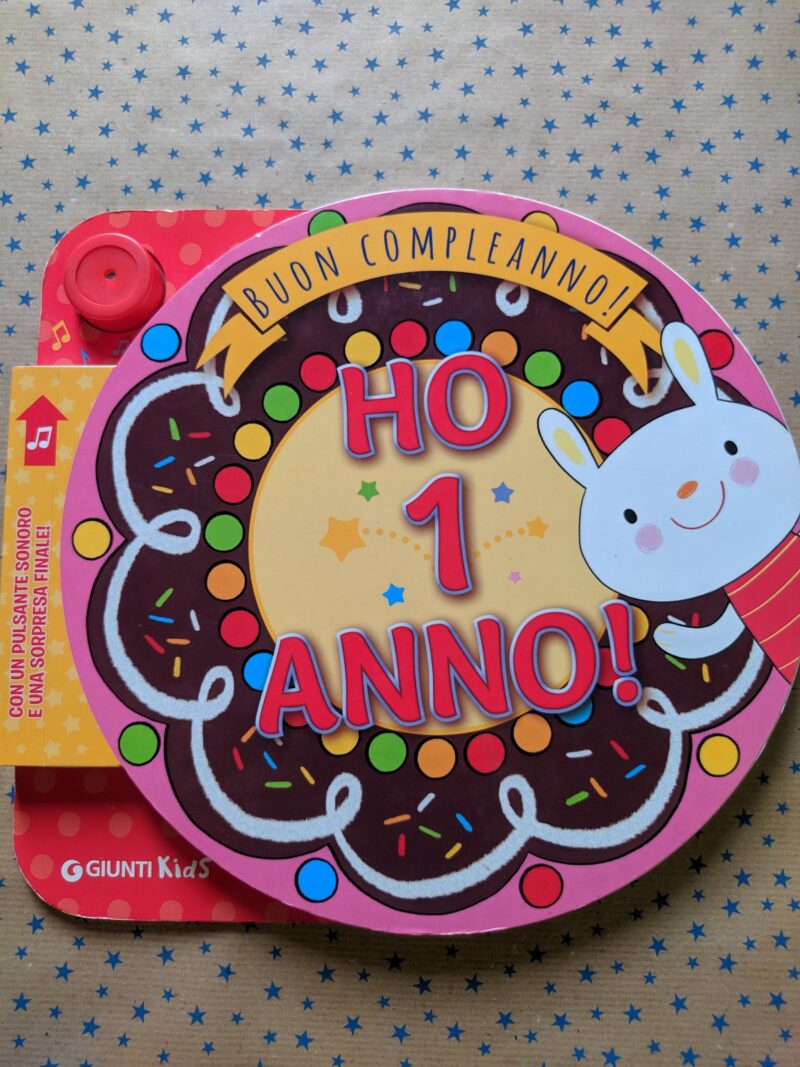 BUON COMPLEANNO!
HO
1
ANNO!
CON UN PULSANTE SONORO
E UNA SORPRESA FINALE!
GIUNTI KidS